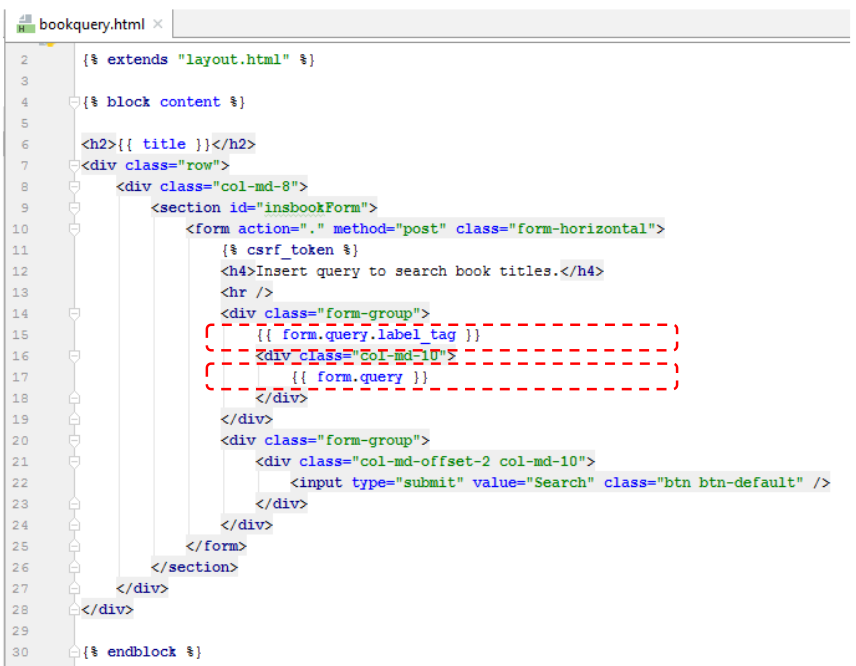 bookquery.html ×
2 {% extends "layout.html" %}
3
4 {% block content %}
5
6 <h2>{{ title }}</h2>
7 <div class="row">
8 <div class="col-md-8">
9 <section id="insbookForm">
10 <form action="." method="post" class="form-horizontal">
11 {% csrf_token %}
12 <h4>Insert query to search book titles.</h4>
13 <hr />
14 <div class="form-group">
15 {{ form.query.label_tag }}
16 <div class="col-md-10">
17 {{ form.query }}
18 </div>
19 </div>
20 <div class="form-group">
21 <div class="col-md-offset-2 col-md-10">
22 <input type="submit" value="Search" class="btn btn-default" />
23 </div>
24 </div>
25 </form>
26 </section>
27 </div>
28 </div>
29
30 {% endblock %}